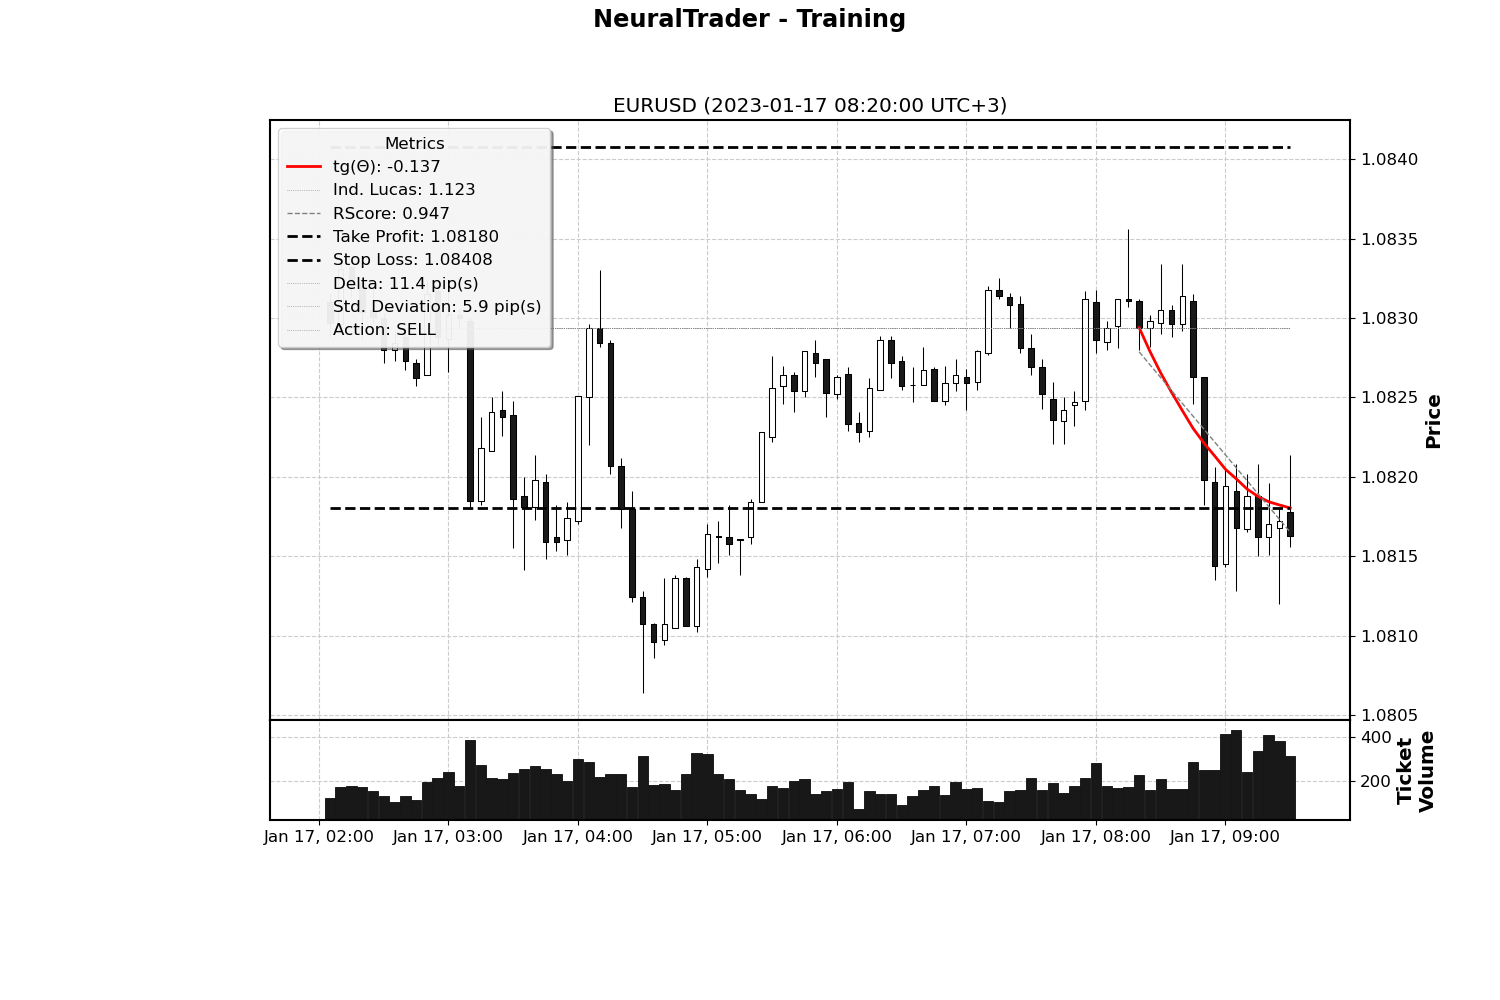 NeuralTrader - Training
EURUSD (2023-01-17 08:20:00 UTC+3)
Metrics
tg(Θ): -0.137
Ind. Lucas: 1.123
RScore: 0.947
Take Profit: 1.08180
Stop Loss: 1.08408
Delta: 11.4 pip(s)
Std. Deviation: 5.9 pip(s)
Action: SELL
1.0840
1.0835
1.0830
1.0825
1.0820
1.0815
1.0810
1.0805
Price
400
200
Ticket
Volume
Jan 17, 02:00
Jan 17, 03:00
Jan 17, 04:00
Jan 17, 05:00
Jan 17, 06:00
Jan 17, 07:00
Jan 17, 08:00
Jan 17, 09:00